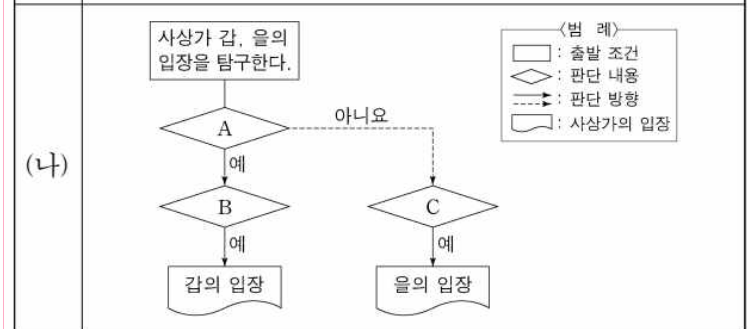 (나)
사상가 갑, 을의
입장을 탐구한다.
A
아니요
예
B
C
예
예
갑의 입장
을의 입장
〈범 례〉
: 출발 조건
: 판단 내용
: 판단 방향
: 사상가의 입장